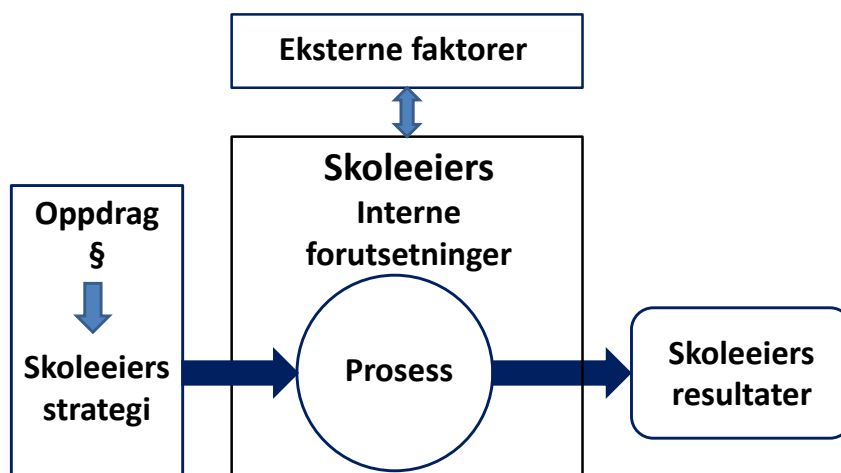 Eksterne faktorer
Skoleeiers
Interne
forutsetninger
Oppdrag
§
Skoleeiers
strategi
Prosess
Skoleeiers
resultater